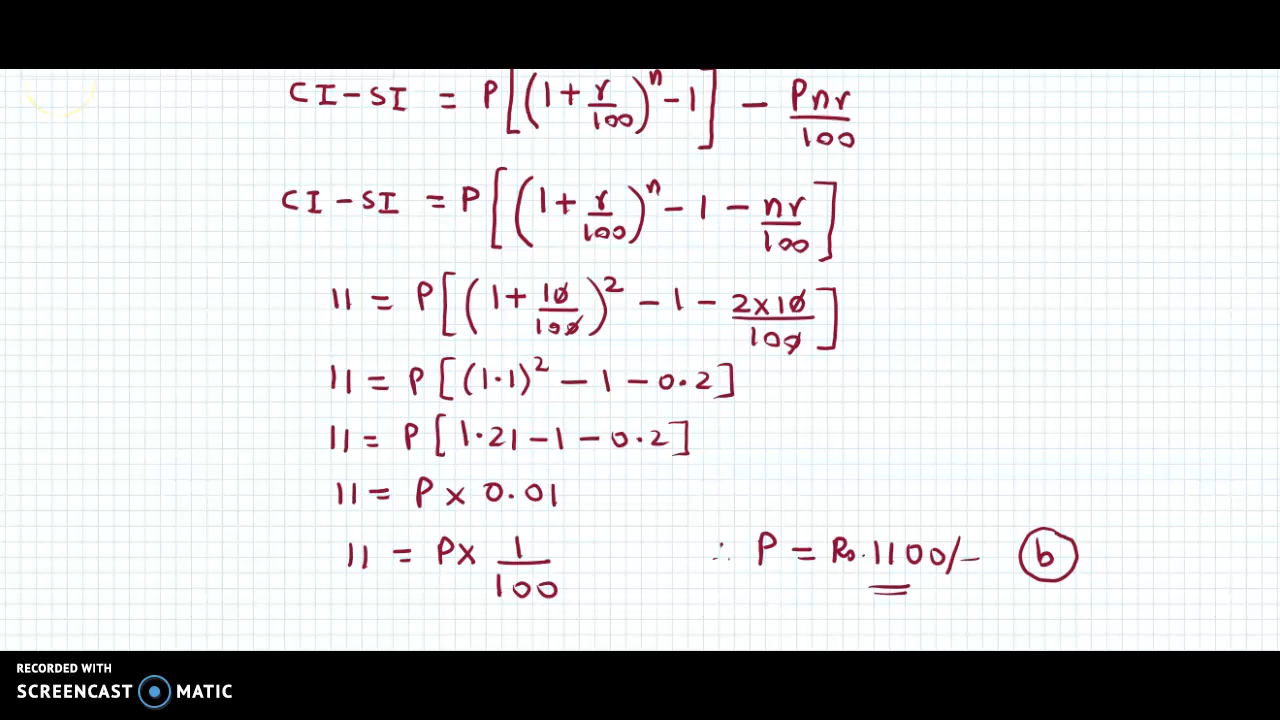 CI-SI = P[(1+r/100)^n-1] - Pnr/100
CI-SI = P[(1+r/100)^n-1-nr/100]
11 = P[(1+10/100)^2-1-2×10/100]
11 = P[(1.1)^2-1-0.2]
11 = P[1.21-1-0.2]
11 = P×0.01
11 = P×1/100 ∴ P = Rs.1100/- b
RECORDED WITH
SCREENCAST MATIC